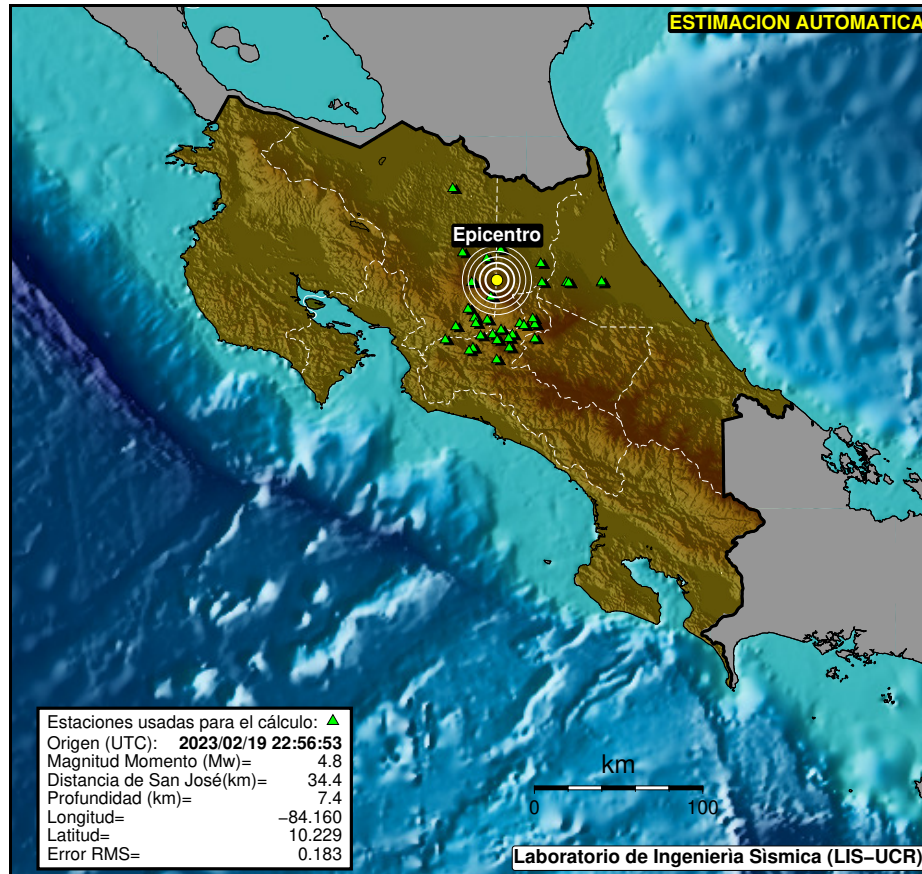 ESTIMACION AUTOMATICA
Epicentro
Estaciones usadas para el cálculo:
Origen (UTC): 2023/02/19 22:56:53
Magnitud Momento (Mw)= 4.8
Distancia de San José(km)= 34.4
Profundidad (km)= 7.4
Longitud= −84.160
Latitud= 10.229
Error RMS= 0.183
km
0 100
Laboratorio de Ingenierìa Sìsmica (LIS−UCR)